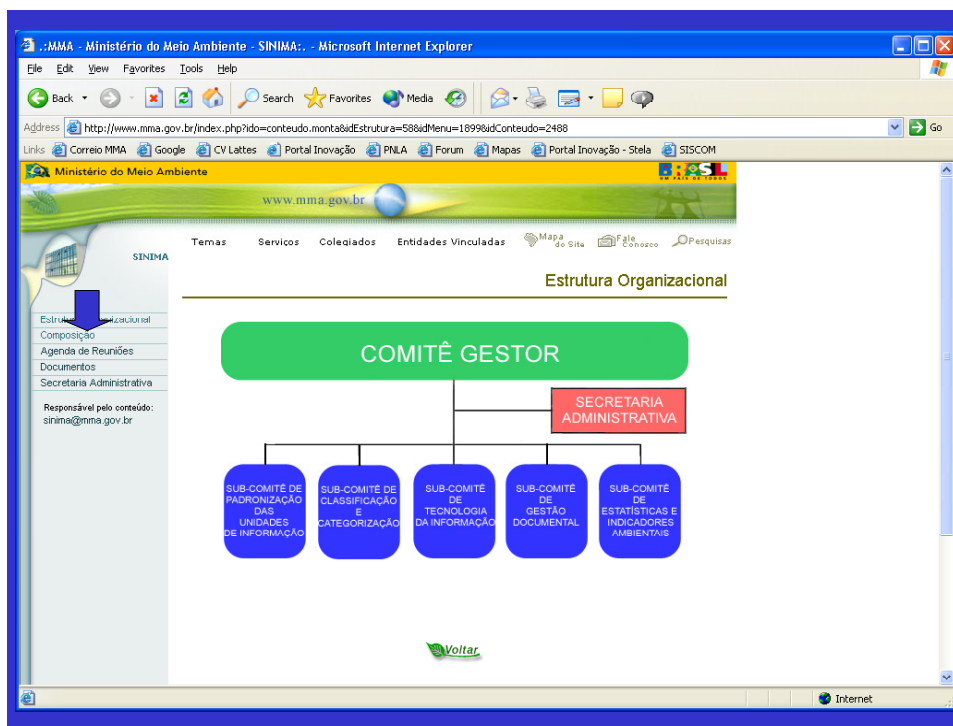 .:MMA - Ministério do Meio Ambiente - SINIMA:. - Microsoft Internet Explorer
File Edit View Favorites Tools Help
Back Search Favorites Media
Address http://www.mma.gov.br/index.php?ido=conteudo.monta&idEstrutura=58&idMenu=1899&idConteudo=2488 Go
Links Correio MMA Google CV Lattes Portal Inovação PNLA Forum Mapas Portal Inovação - Stela SISCOM
Ministério do Meio Ambiente
UM PAÍS DE TODOS
www.mma.gov.br
Temas Serviços Colegiados Entidades Vinculadas Mapa do Site Fale Conosco Pesquisas
SINIMA
Estrutura Organizacional
Composição
Agenda de Reuniões
Documentos
Secretaria Administrativa
Responsável pelo conteúdo:
sinima@mma.gov.br
COMITÊ GESTOR
SECRETARIA
ADMINISTRATIVA
SUB-COMITÊ DE
PADRONIZAÇÃO
DAS
UNIDADES
DE INFORMAÇÃO
SUB-COMITÊ DE
CLASSIFICAÇÃO
E
CATEGORIZAÇÃO
SUB-COMITÊ
DE
TECNOLOGIA
DA INFORMAÇÃO
SUB-COMITÊ
DE
GESTÃO
DOCUMENTAL
SUB-COMITÊ
DE
ESTATÍSTICAS E
INDICADORES
AMBIENTAIS
Voltar
Internet